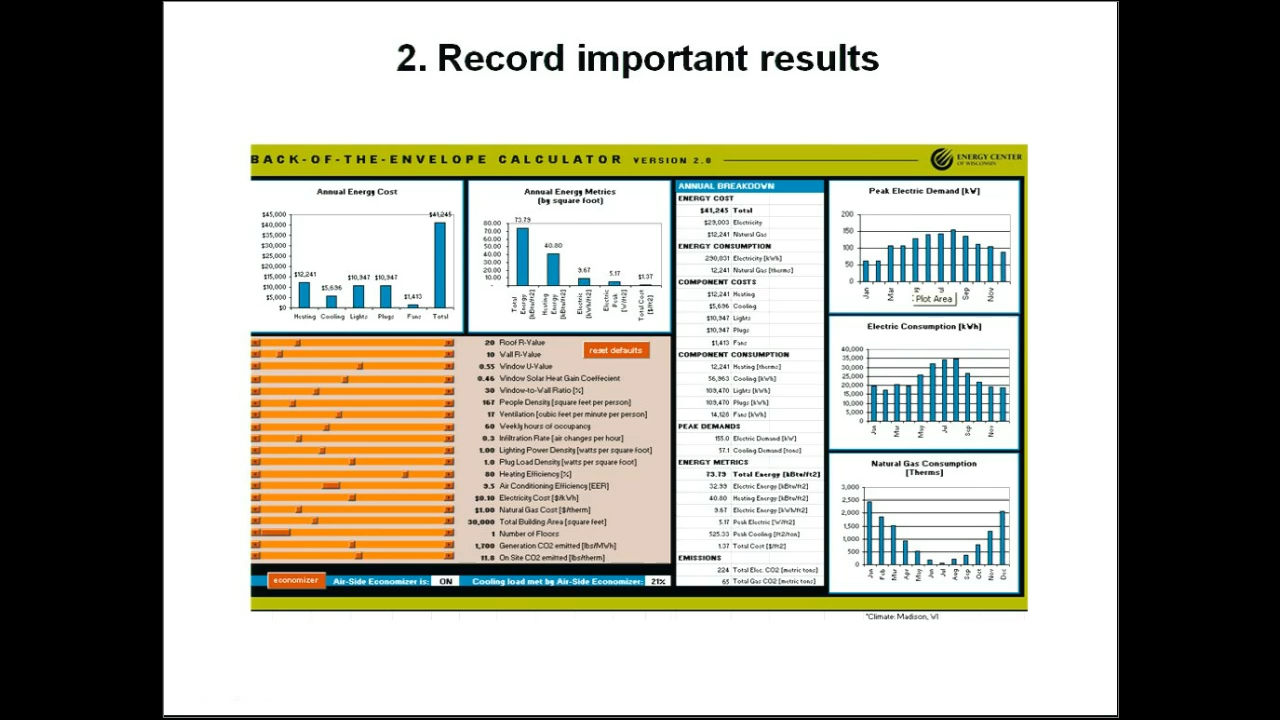 2. Record important results
BACK-OF-THE-ENVELOPE CALCULATOR VERSION 2.0
ENERGY CENTER
OF WISCONSIN
Annual Energy Cost
$45,000
$40,000
$35,000
$30,000
$25,000
$20,000
$15,000
$10,000
$5,000
$0
$12,241
$5,696
$10,947
$10,947
$1,413
$41,245
Heating Cooling Lights Plugs Fans Total
Annual Energy Metrics
(by square foot)
80.00
70.00
60.00
50.00
40.00
30.00
20.00
10.00
-
73.79
40.80
9.67
5.17
$1.37
Total Energy [kBtu/ft2]
Heating Energy [kBtu/ft2]
Electric [kWh/ft2]
Electric Peak [W/ft2]
Total Cost [$/ft2]
ANNUAL BREAKDOWN
ENERGY COST
$41,245 Total
$29,003 Electricity
$12,241 Natural Gas
ENERGY CONSUMPTION
290,031 Electricity [kWh]
12,241 Natural Gas [therms]
COMPONENT COSTS
$12,241 Heating
$5,696 Cooling
$10,947 Lights
$10,947 Plugs
$1,413 Fans
COMPONENT CONSUMPTION
12,241 Heating [therms]
56,963 Cooling [kWh]
109,470 Lights [kWh]
109,470 Plugs [kWh]
14,128 Fans [kWh]
PEAK DEMANDS
155.0 Electric Demand [kW]
57.1 Cooling Demand [tons]
ENERGY METRICS
73.79 Total Energy [kBtu/ft2]
32.99 Electric Energy [kBtu/ft2]
40.80 Heating Energy [kBtu/ft2]
9.67 Electric Energy [kWh/ft2]
5.17 Peak Electric [W/ft2]
525.33 Peak Cooling [ft2/ton]
1.37 Total Cost [$/ft2]
EMISSIONS
224 Total Elec. CO2 [metric tons]
65 Total Gas CO2 [metric tons]
Peak Electric Demand [kW]
200
150
100
50
0
Jan
Mar
Sep
Nov
Plot Area
Electric Consumption [kWh]
40,000
35,000
30,000
25,000
20,000
15,000
10,000
5,000
0
Jan
Mar
May
Jul
Sep
Nov
Natural Gas Consumption
[Therms]
3,000
2,500
2,000
1,500
1,000
500
0
Jan
Feb
Mar
Apr
May
Jun
Jul
Aug
Sep
Oct
Nov
Dec
reset defaults
20 Roof R-Value
10 Wall R-Value
0.55 Window U-Value
0.46 Window Solar Heat Gain Coeffecient
30 Window-to-Wall Ratio [%]
167 People Density [square feet per person]
17 Ventilation [cubic feet per minute per person]
60 Weekly hours of occupancy
0.3 Infiltration Rate [air changes per hour]
1.00 Lighting Power Density [watts per square foot]
1.0 Plug Load Density [watts per square foot]
80 Heating Efficiency [%]
9.5 Air Conditioning Efficiency [EER]
$0.10 Electricity Cost [$/kWh]
$1.00 Natural Gas Cost [$/therm]
30,000 Total Building Area [square feet]
1 Number of Floors
1,700 Generation CO2 emitted [lbs/MWh]
11.8 On Site CO2 emitted [lbs/therm]
economizer
Air-Side Economizer is: ON Cooling load met by Air-Side Economizer: 21%
*Climate: Madison, WI